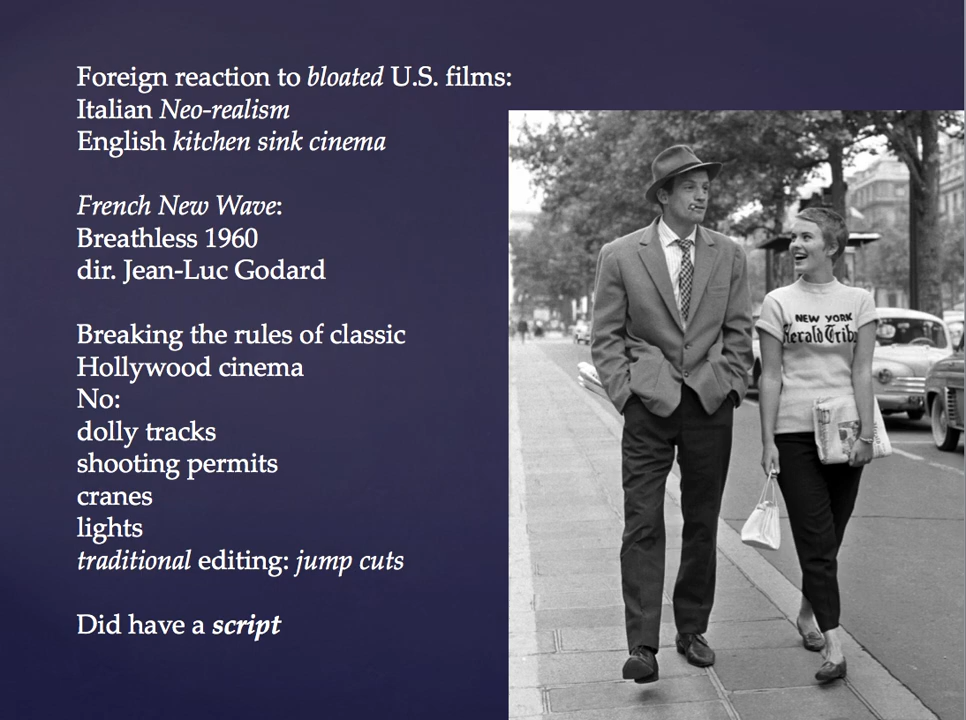 Foreign reaction to bloated U.S. films:
Italian Neo-realism
English kitchen sink cinema
French New Wave:
Breathless 1960
dir. Jean-Luc Godard
Breaking the rules of classic
Hollywood cinema
No:
dolly tracks
shooting permits
cranes
lights
traditional editing: jump cuts
Did have a script
NEW YORK
Herald Tribu